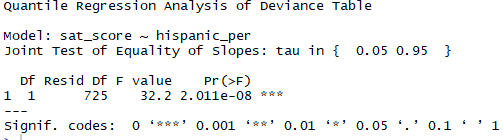 Quantile Regression Analysis of Deviance Table
Model: sat_score ~ hispanic_per
Joint Test of Equality of Slopes: tau in {  0.05 0.95  }
  Df Resid Df F value    Pr(>F)
1  1      725    32.2 2.011e-08 ***
---
Signif. codes:  0 ‘***’ 0.001 ‘**’ 0.01 ‘*’ 0.05 ‘.’ 0.1 ‘ ’ 1